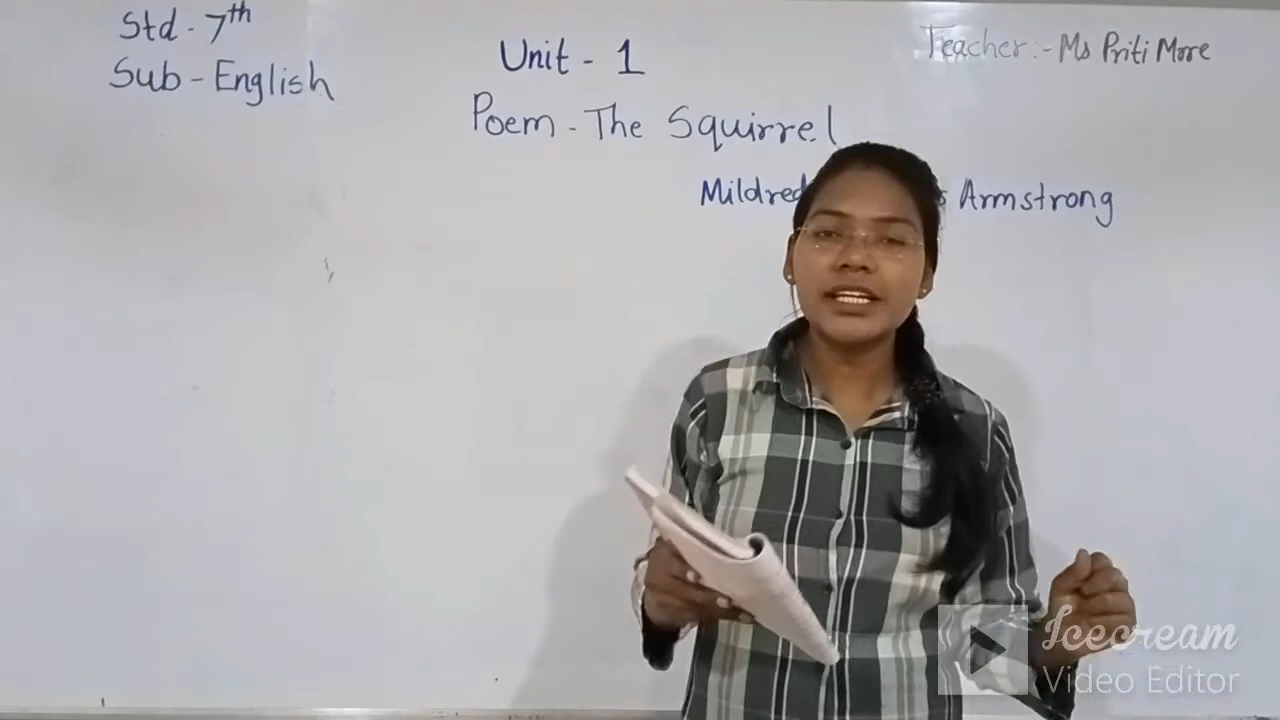 Std - 7th
Sub - English
Unit - 1
Teacher :- Ms Priti More
Poem - The Squirrel
Mildred Armstrong
Icecream
Video Editor